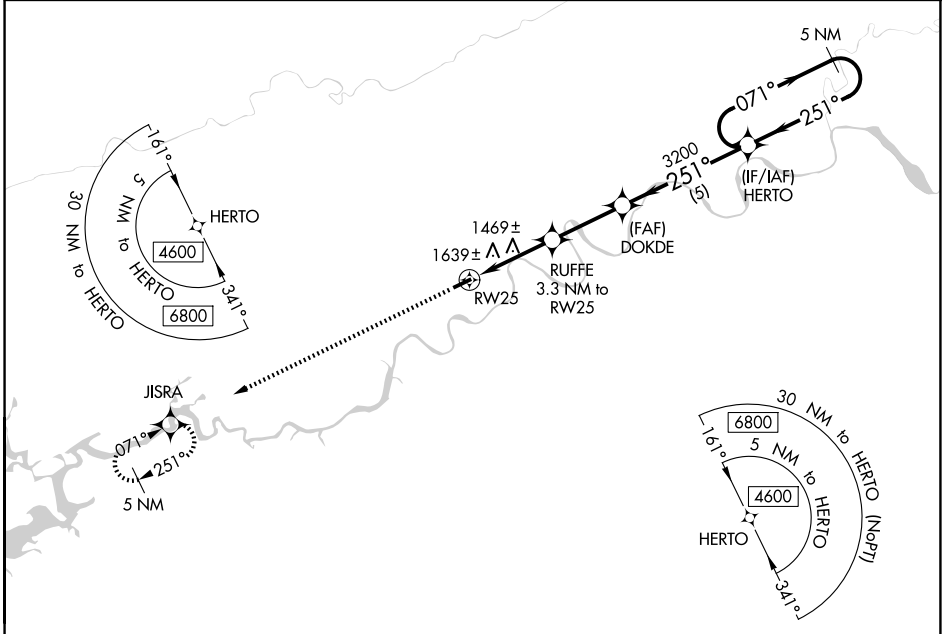 5 NM
071°
251°
(IF/IAF)
HERTO
3200
251°
(5)
(FAF)
DOKDE
161°
HERTO
5 NM to HERTO
4600
30 NM to HERTO
6800
341°
1469±
1639±
RUFFE
3.3 NM to
RW25
RW25
JISRA
071°
251°
5 NM
30 NM to HERTO (NoPT)
6800
161°
5 NM to HERTO
4600
HERTO
341°